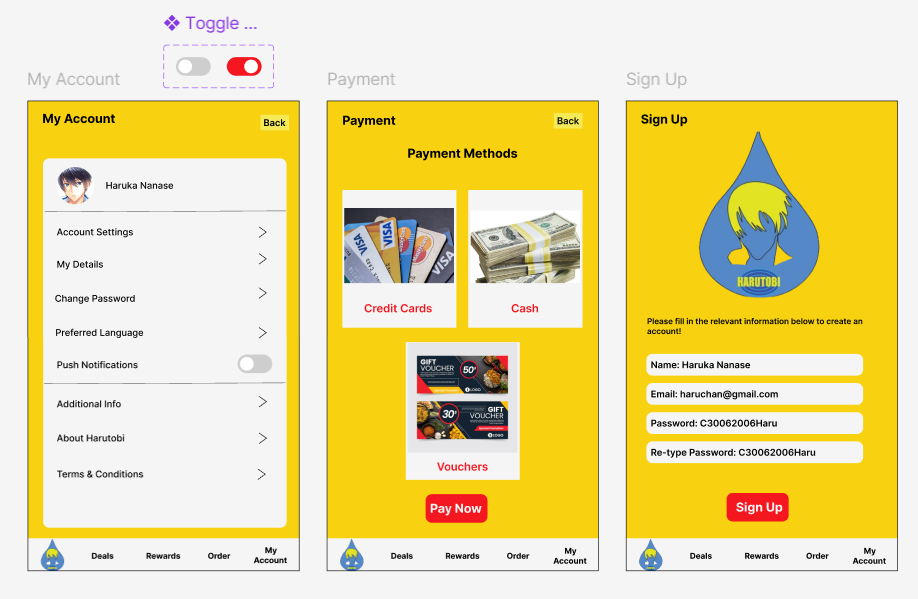 Toggle ...
My Account
My Account
Back
Haruka Nanase
Account Settings
My Details
Change Password
Preferred Language
Push Notifications
Additional Info
About Harutobi
Terms & Conditions
Deals
Rewards
Order
My
Account
Payment
Payment
Back
Payment Methods
VISA
VISA
VISA
Credit Cards
Cash
GIFT
VOUCHER
50%
LOGO
30%
GIFT
VOUCHER
LOGO
Vouchers
Pay Now
Deals
Rewards
Order
My
Account
Sign Up
Sign Up
HARUTOBI
Please fill in the relevant information below to create an
account!
Name: Haruka Nanase
Email: haruchan@gmail.com
Password: C30062006Haru
Re-type Password: C30062006Haru
Sign Up
Deals
Rewards
Order
My
Account